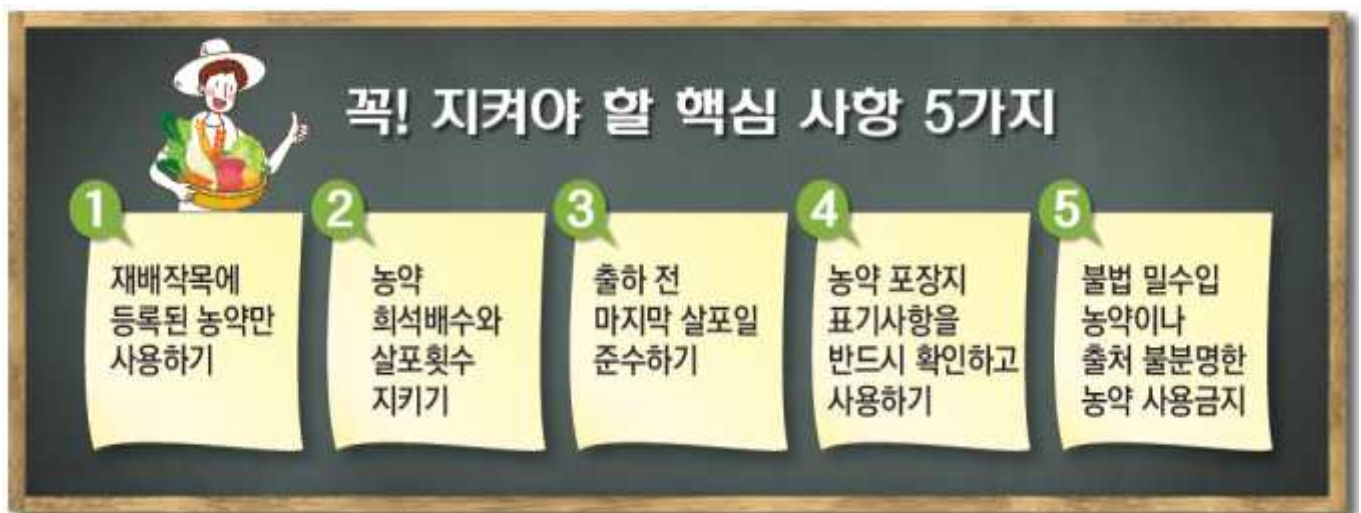 꼭! 지켜야 할 핵심 사항 5가지
1
재배작목에
등록된 농약만
사용하기
2
농약
희석배수와
살포횟수
지키기
3
출하 전
마지막 살포일
준수하기
4
농약 포장지
표기사항을
반드시 확인하고
사용하기
5
불법 밀수입
농약이나
출처 불분명한
농약 사용금지